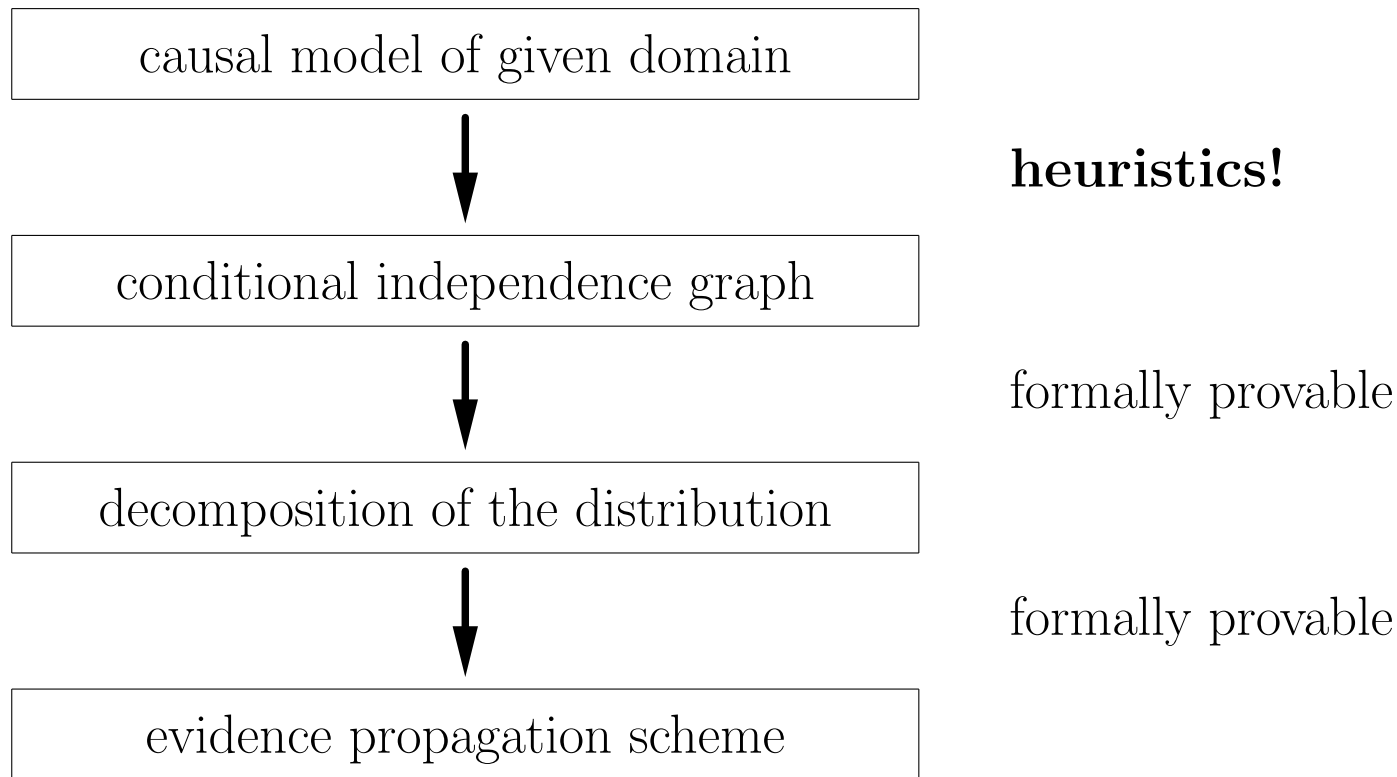 causal model of given domain
heuristics!
conditional independence graph
formally provable
decomposition of the distribution
formally provable
evidence propagation scheme